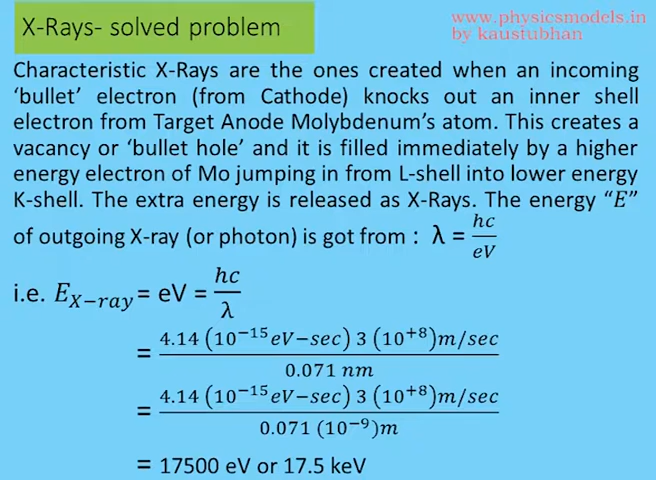 X-Rays- solved problem
www.physicsmodels.in
by kaustubhan
Characteristic X-Rays are the ones created when an incoming
‘bullet’ electron (from Cathode) knocks out an inner shell
electron from Target Anode Molybdenum’s atom. This creates a
vacancy or ‘bullet hole’ and it is filled immediately by a higher
energy electron of Mo jumping in from L-shell into lower energy
K-shell. The extra energy is released as X-Rays. The energy “E”
of outgoing X-ray (or photon) is got from : λ = hc/eV
i.e. E_X−ray = eV = hc/λ
= 4.14 (10⁻¹⁵eV−sec) 3 (10⁺⁸)m/sec
0.071 nm
= 4.14 (10⁻¹⁵eV−sec) 3 (10⁺⁸)m/sec
0.071 (10⁻⁹)m
= 17500 eV or 17.5 keV